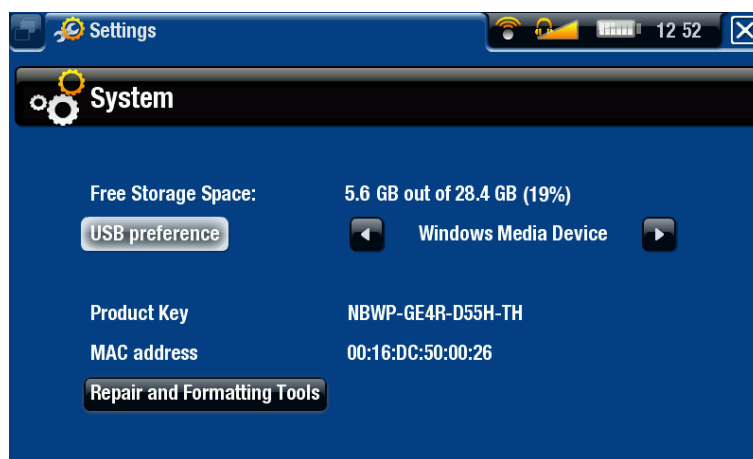 Settings 12 52
System
Free Storage Space: 5.6 GB out of 28.4 GB (19%)
USB preference Windows Media Device
Product Key NBWP-GE4R-D55H-TH
MAC address 00:16:DC:50:00:26
Repair and Formatting Tools